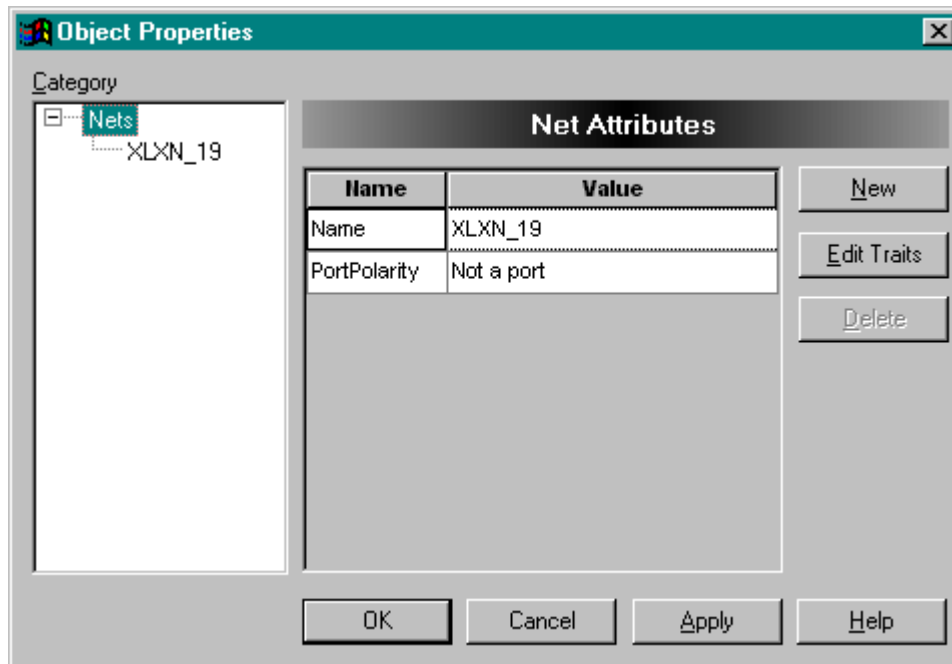 Object Properties
Category
Nets
XLXN_19
Net Attributes
Name Value
Name XLXN_19
PortPolarity Not a port
New
Edit Traits
Delete
OK Cancel Apply Help